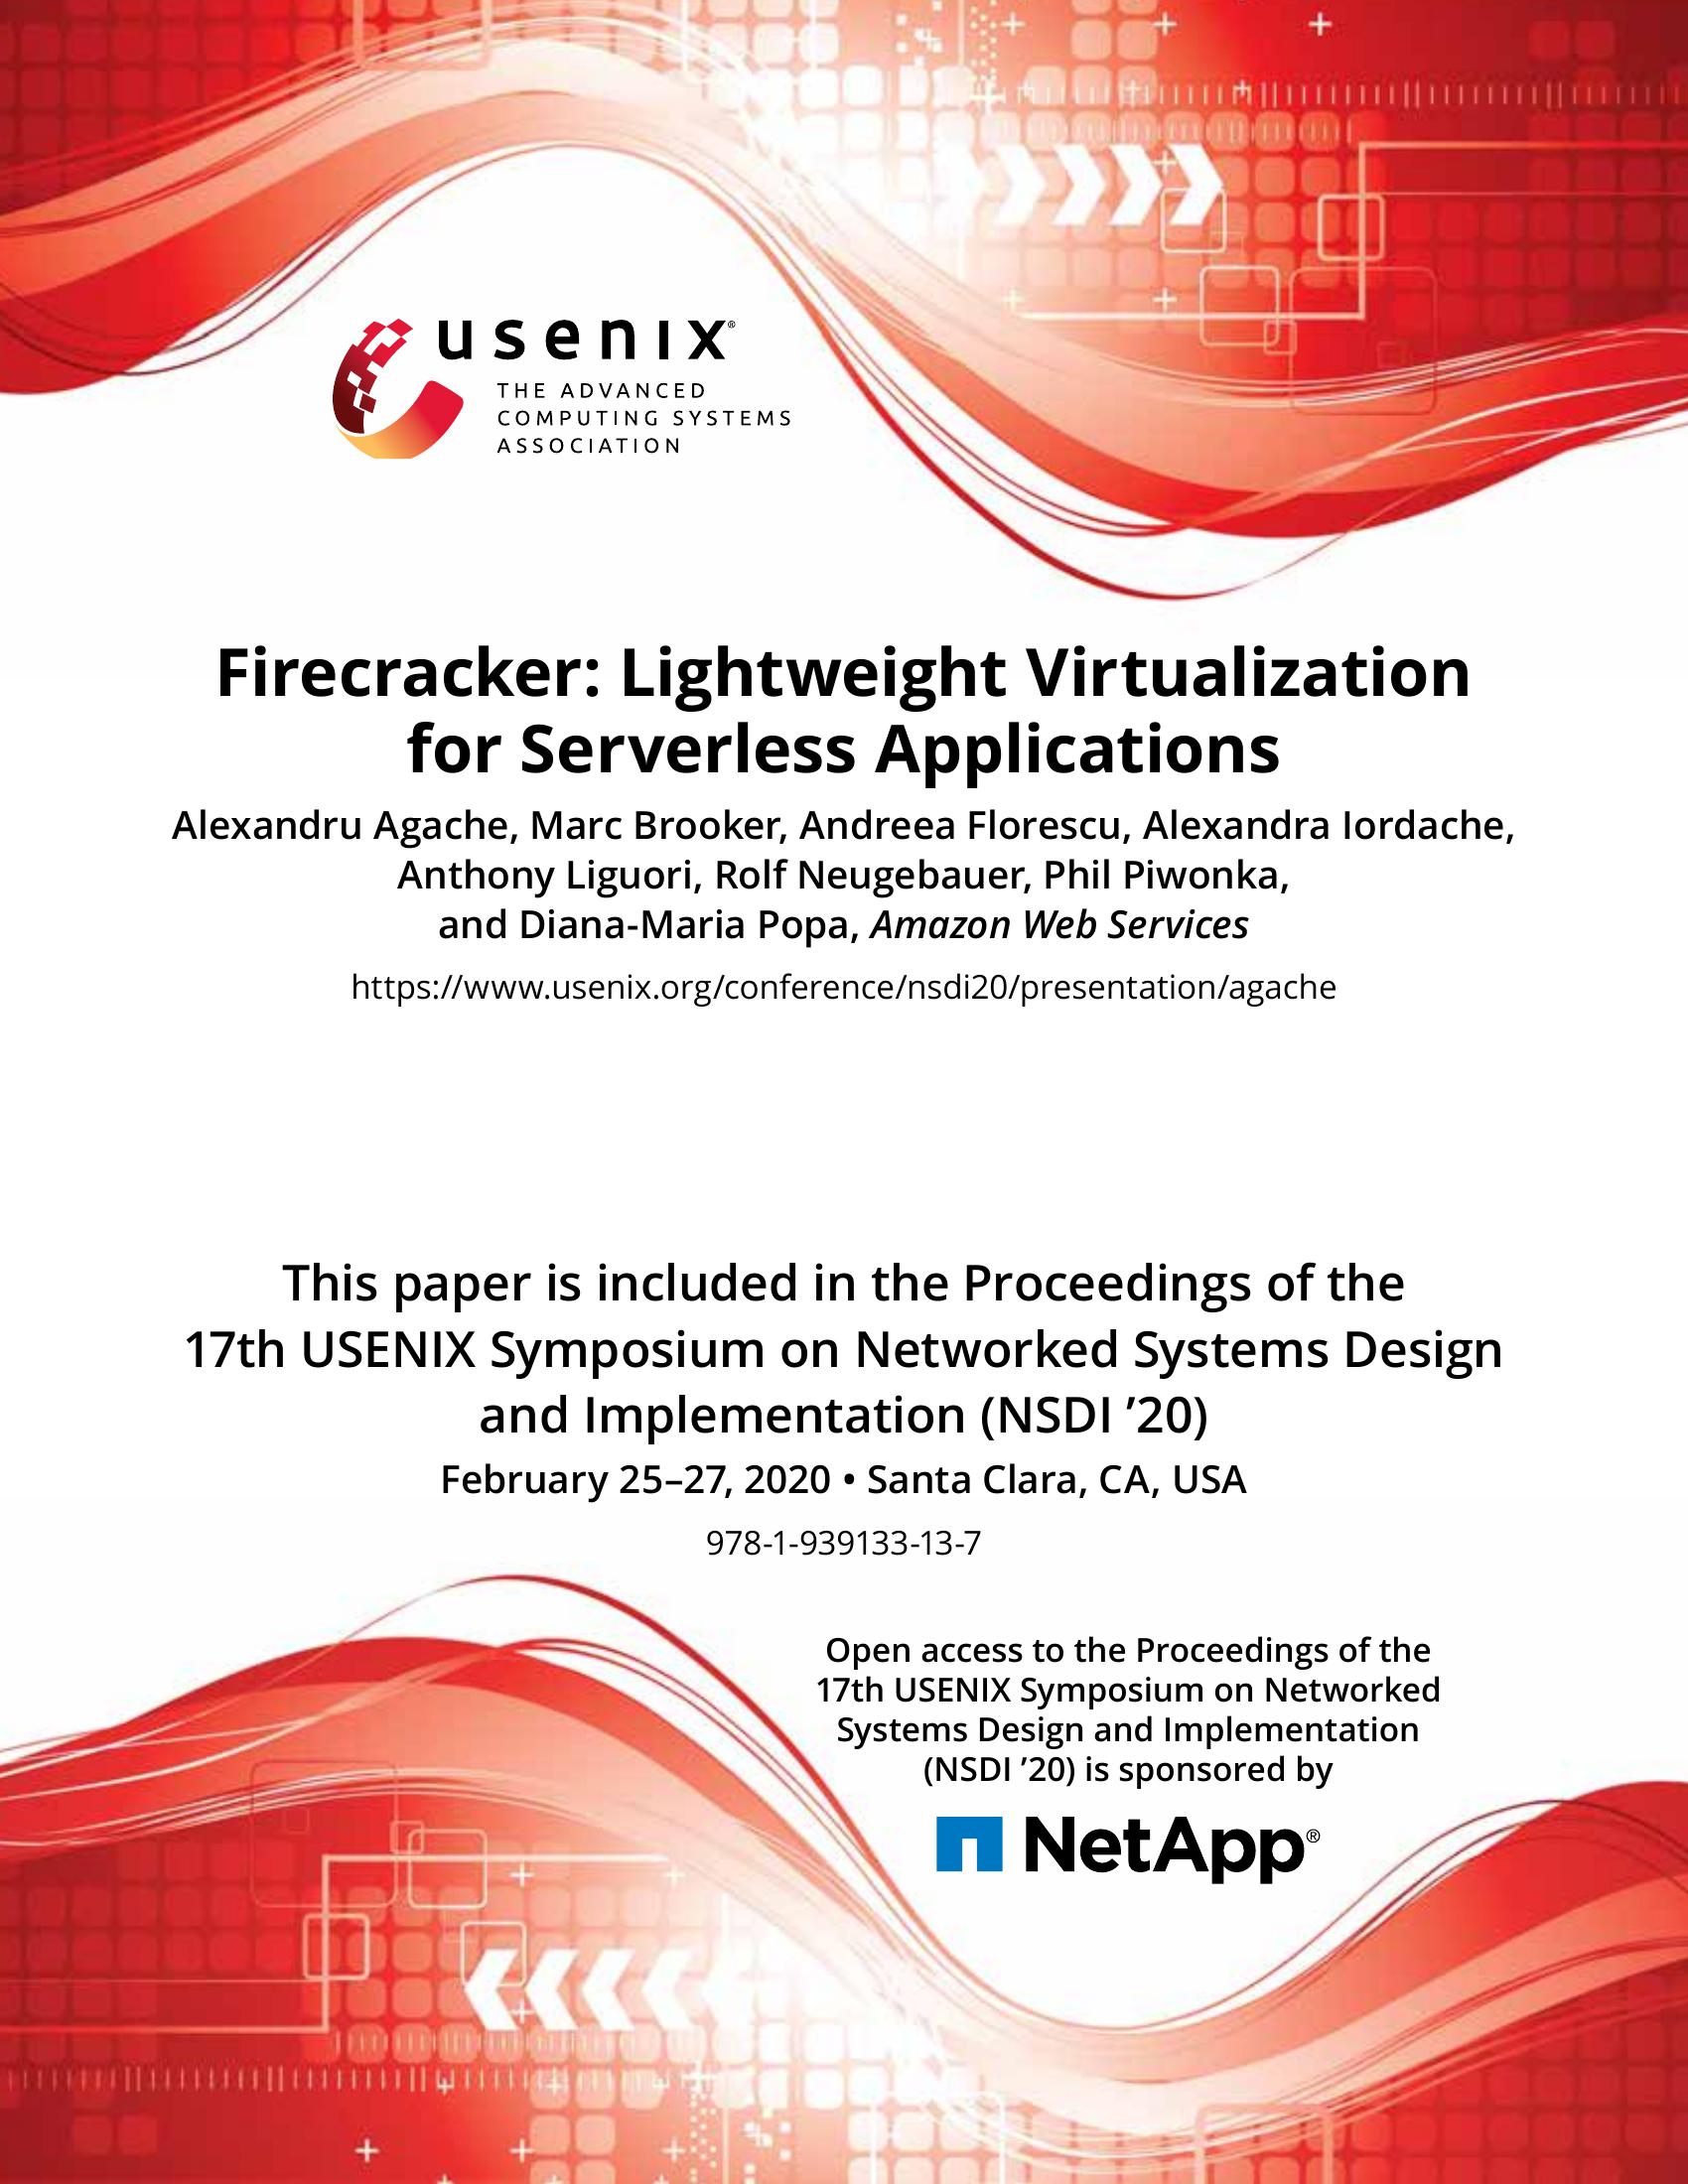 usenix®
THE ADVANCED
COMPUTING SYSTEMS
ASSOCIATION
Firecracker: Lightweight Virtualization
for Serverless Applications
Alexandru Agache, Marc Brooker, Andreea Florescu, Alexandra Iordache,
Anthony Liguori, Rolf Neugebauer, Phil Piwonka,
and Diana-Maria Popa, Amazon Web Services
https://www.usenix.org/conference/nsdi20/presentation/agache
This paper is included in the Proceedings of the
17th USENIX Symposium on Networked Systems Design
and Implementation (NSDI ’20)
February 25–27, 2020 • Santa Clara, CA, USA
978-1-939133-13-7
Open access to the Proceedings of the
17th USENIX Symposium on Networked
Systems Design and Implementation
(NSDI ’20) is sponsored by
NetApp®